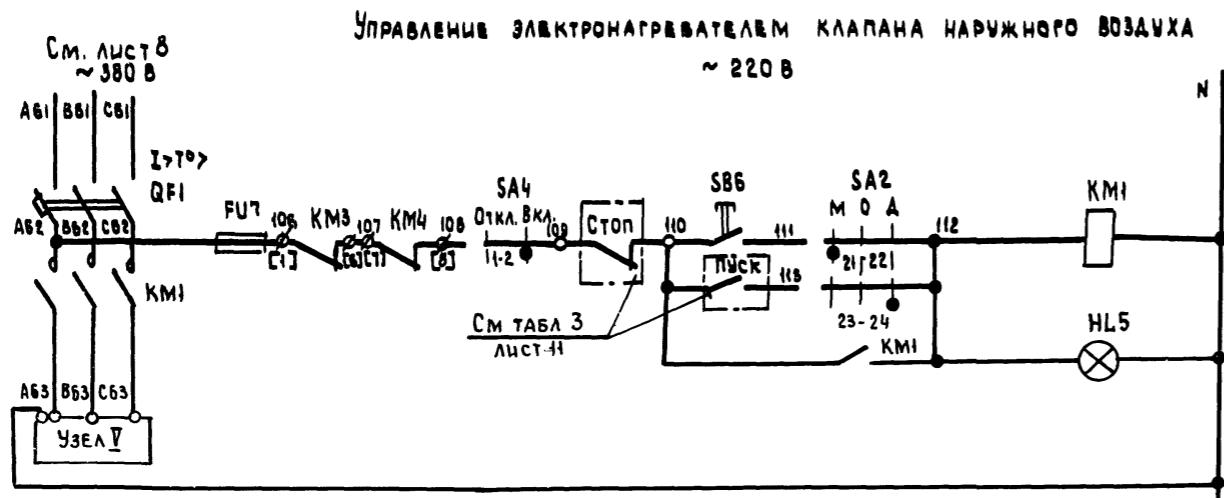 Управление электронагревателем клапана наружного воздуха
~ 220 В
См. лист 8
~ 380 В
N
А61 В61 С61
I> T°>
QF1
А62 В62 С62
FU7
106
[1]
КМ3
[6]
107
[7]
КМ4
108
[8]
SA4
Откл. Вкл.
1-2
109
Стоп
110
SB6
111
SA2
М О Д
21-22
112
КМ1
Пуск
113
23-24
КМ1
См табл 3
лист 11
КМ1
HL5
А63 В63 С63
Узел V